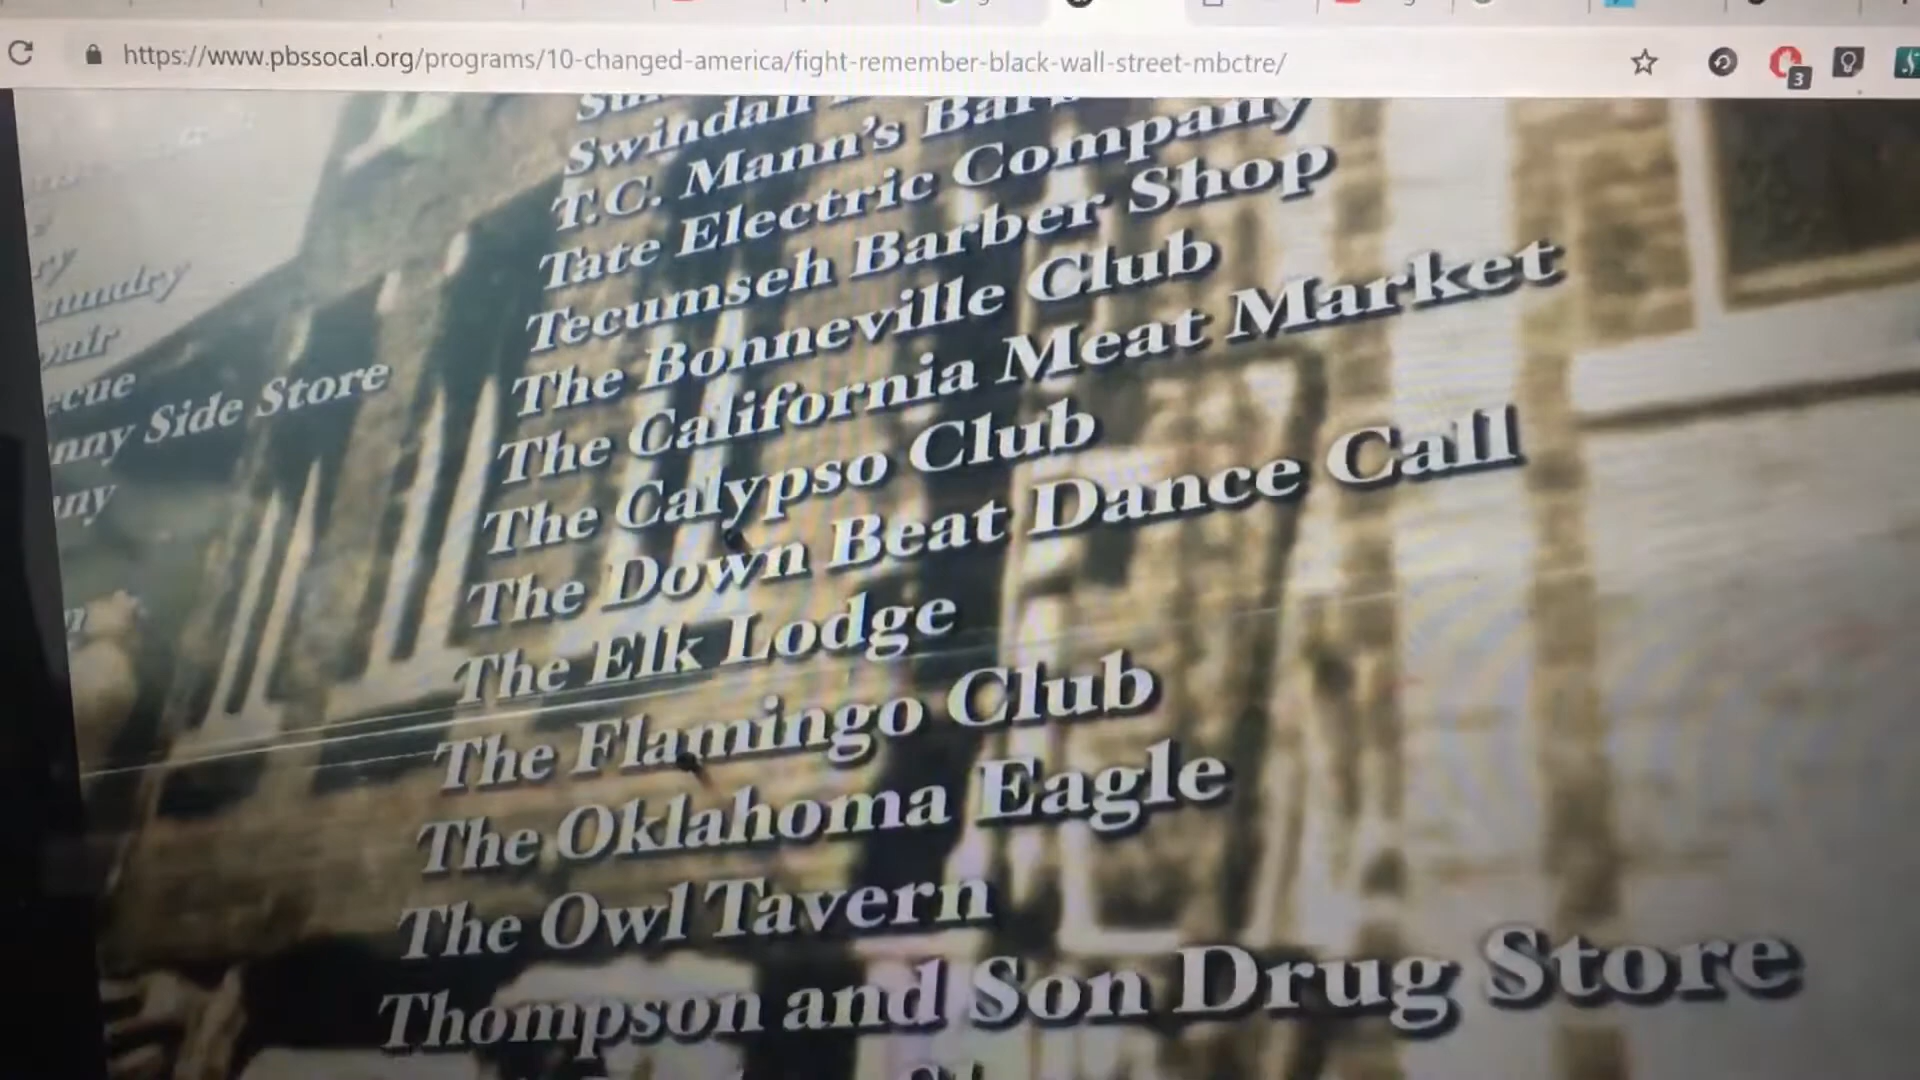 https://www.pbssocal.org/programs/10-changed-america/fight-remember-black-wall-street-mbctre/
3
Side Store
Swindall
T.C. Mann's
Tate Electric Company
Tecumseh Barber Shop
The Bonneville Club
The California Meat Market
The Calypso Club
The Down Beat Dance Call
The Elk Lodge
The Flamingo Club
The Oklahoma Eagle
The Owl Tavern
Thompson and Son Drug Store